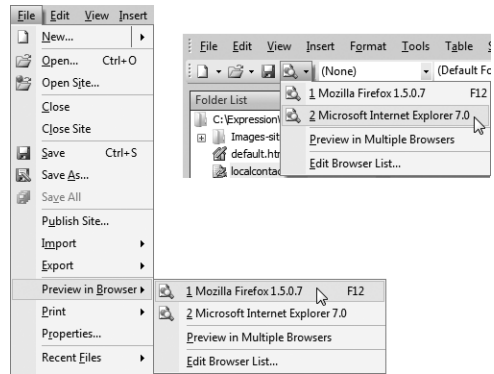 File Edit View Insert
New...
Open... Ctrl+O
Open Site...
Close
Close Site
Save Ctrl+S
Save As...
Save All
Publish Site...
Import
Export
Preview in Browser
Print
Properties...
Recent Files
1 Mozilla Firefox 1.5.0.7 F12
2 Microsoft Internet Explorer 7.0
Preview in Multiple Browsers
Edit Browser List...
File Edit View Insert Format Tools Table S
(None) (Default Fo
Folder List
C:\Expression\
Images-sit
default.htr
localcontac
1 Mozilla Firefox 1.5.0.7 F12
2 Microsoft Internet Explorer 7.0
Preview in Multiple Browsers
Edit Browser List...